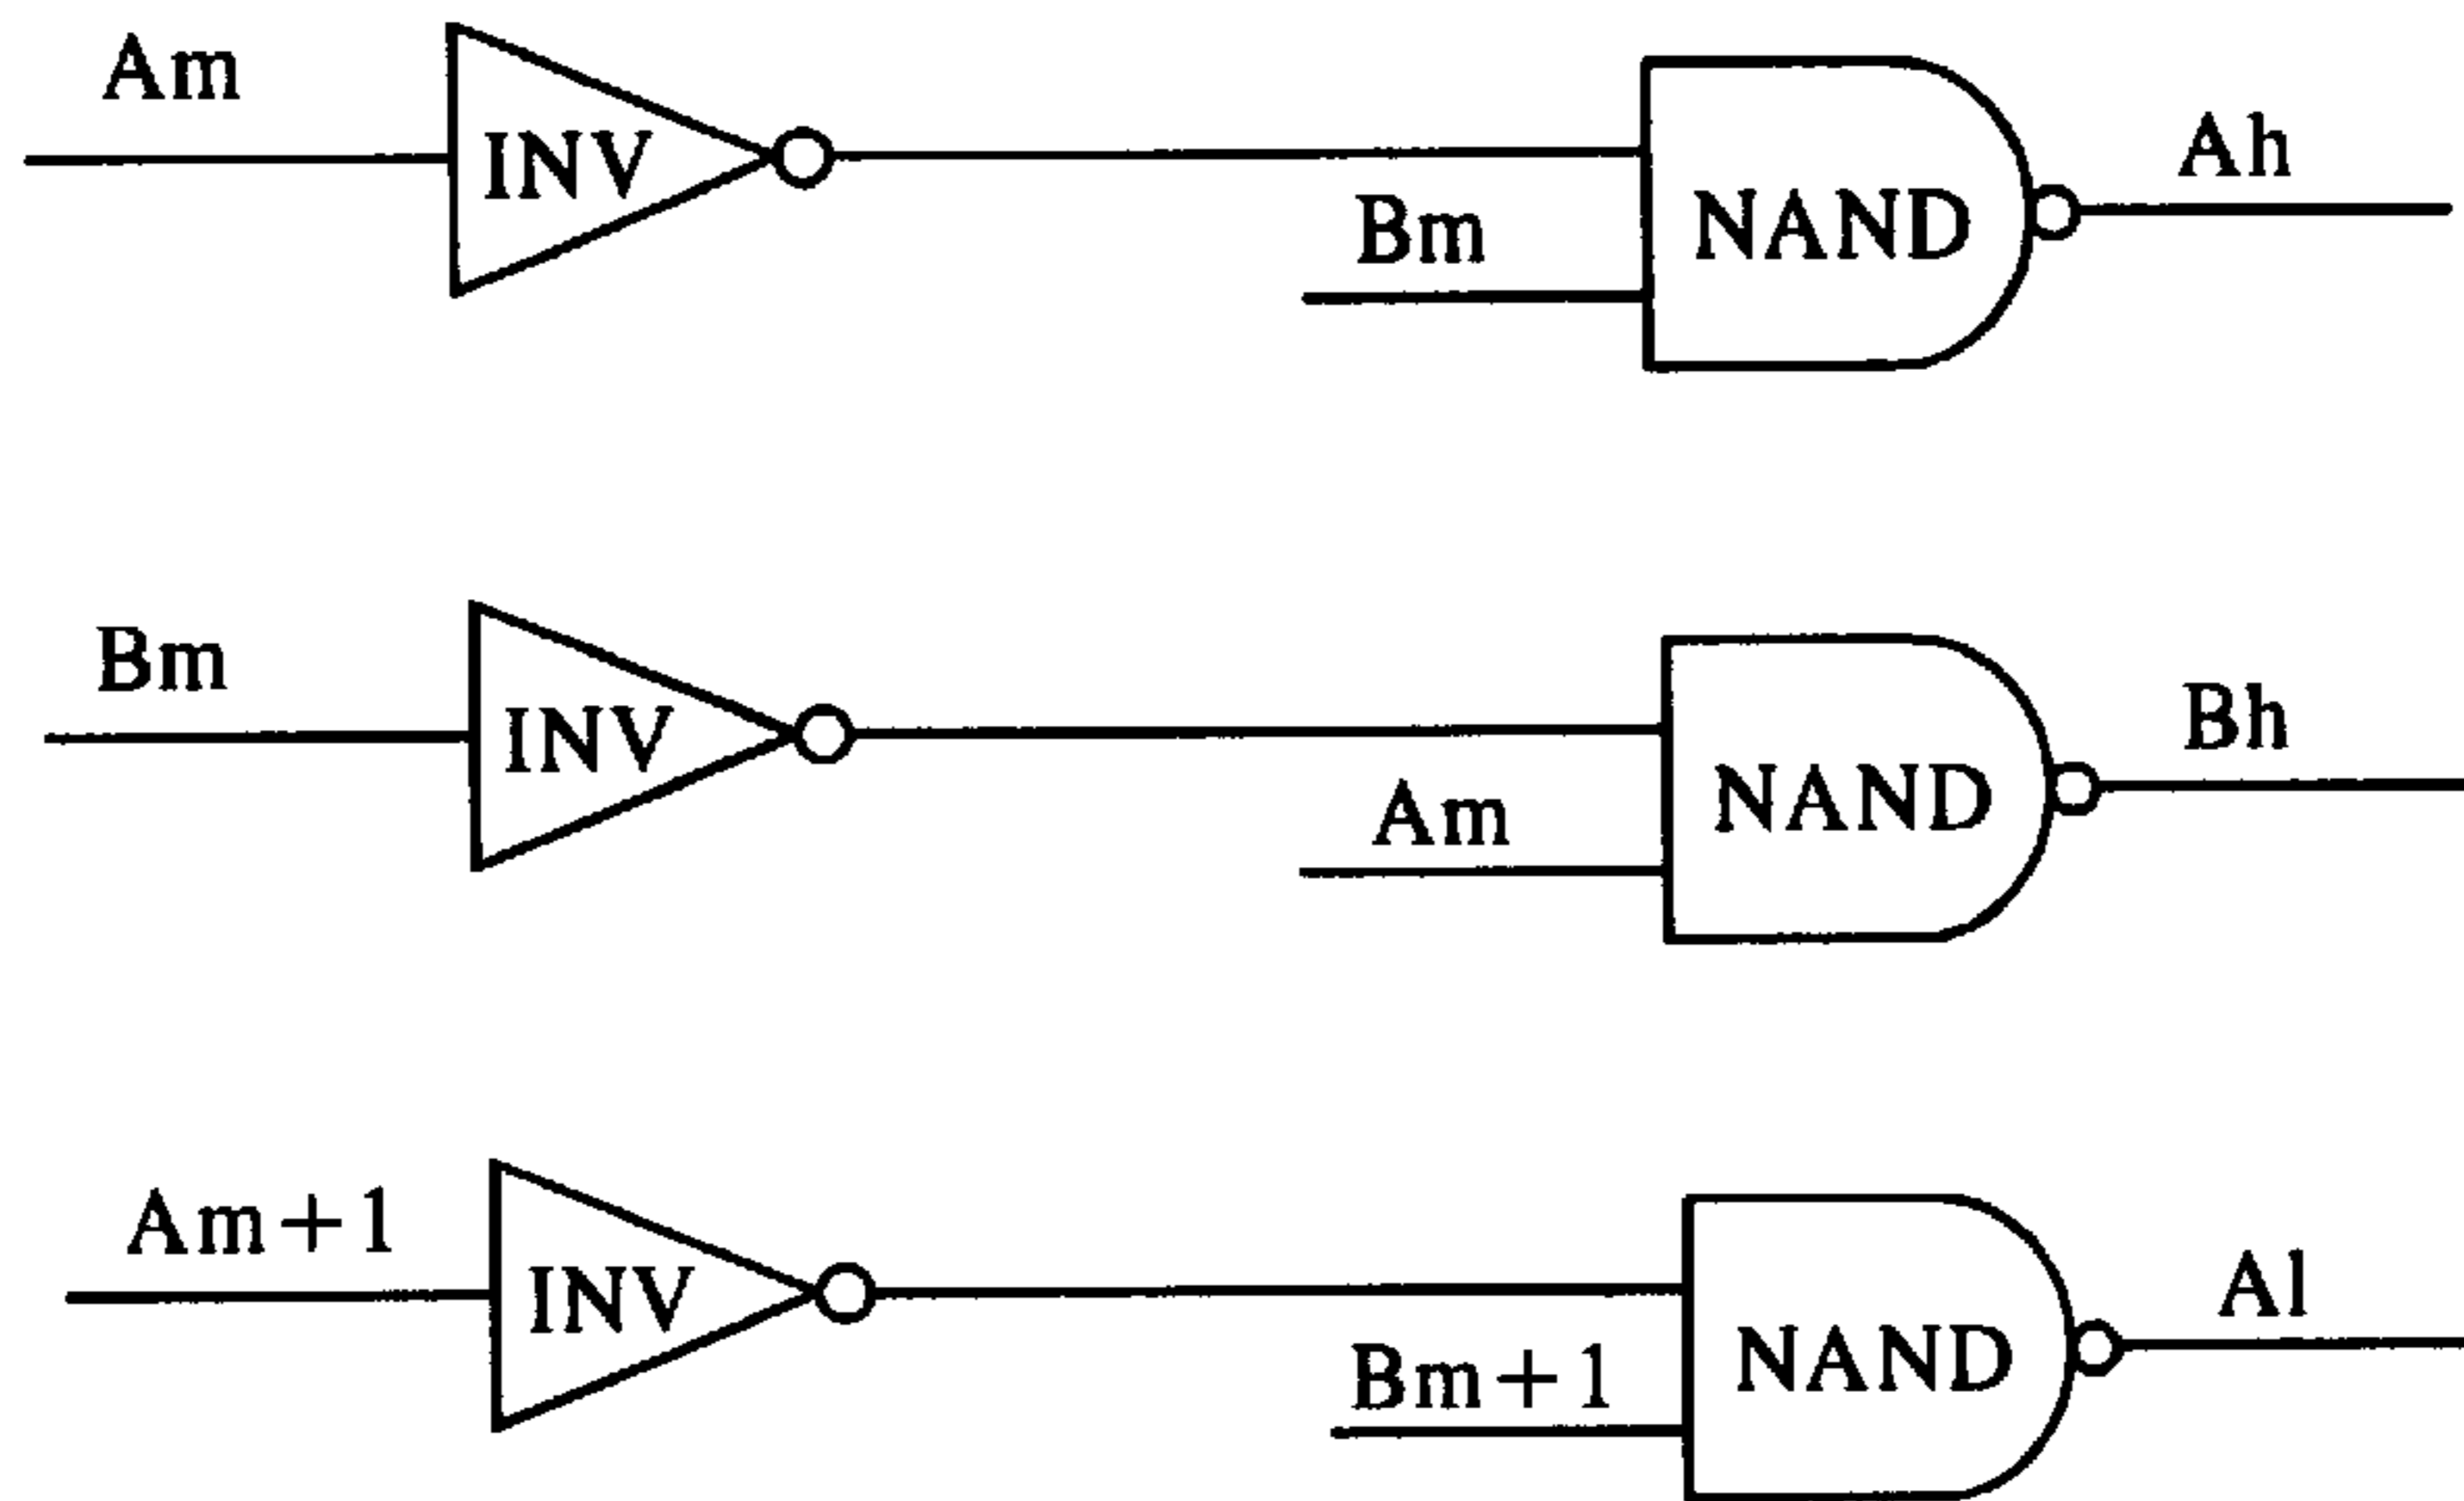 Am
INV
Bm
NAND
Ah
Bm
INV
Am
NAND
Bh
Am+1
INV
Bm+1
NAND
Al